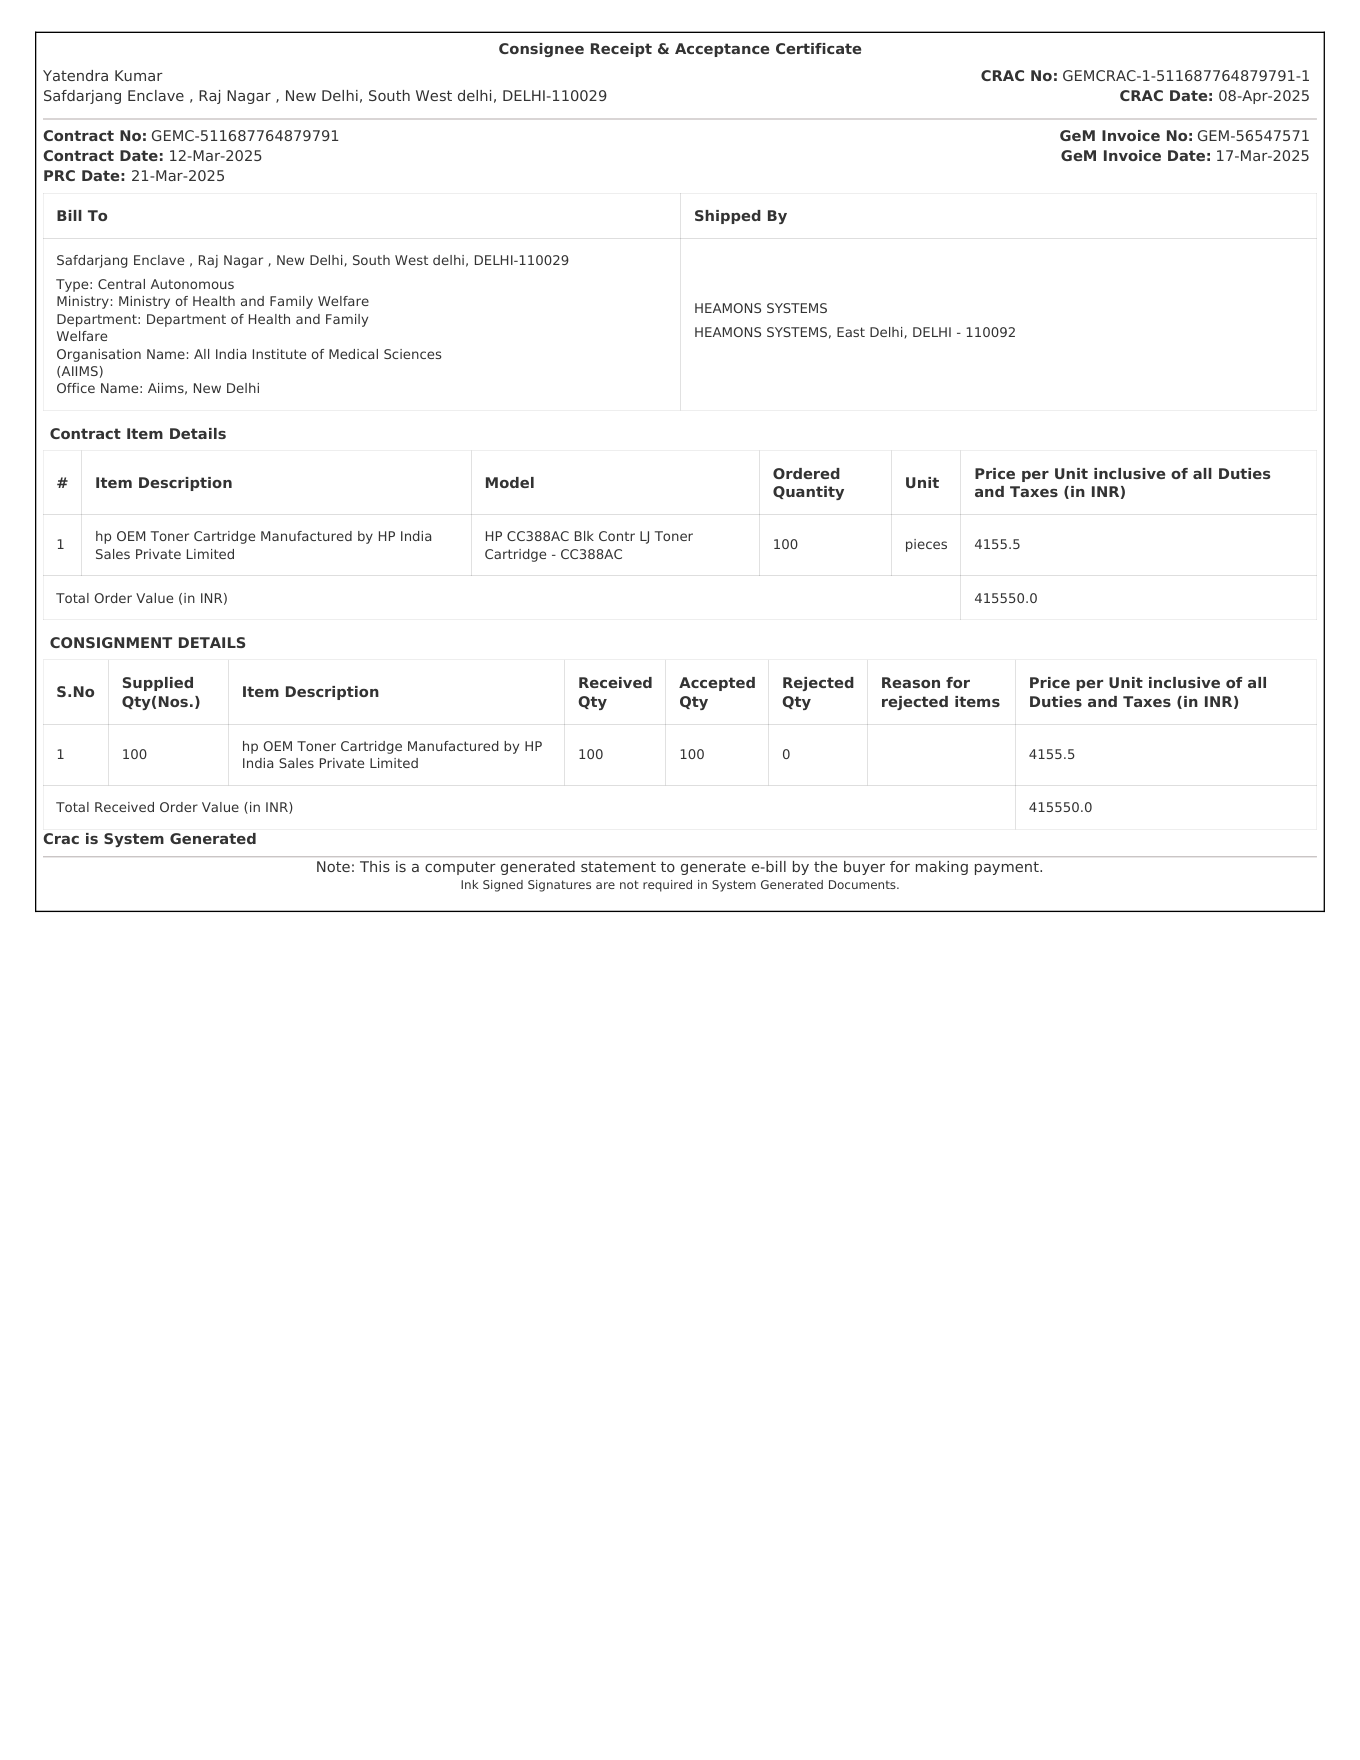 Consignee Receipt & Acceptance Certificate
Yatendra Kumar
CRAC No: GEMCRAC-1-511687764879791-1
Safdarjang Enclave , Raj Nagar , New Delhi, South West delhi, DELHI-110029
CRAC Date: 08-Apr-2025
Contract No: GEMC-511687764879791
GeM Invoice No: GEM-56547571
Contract Date: 12-Mar-2025
GeM Invoice Date: 17-Mar-2025
PRC Date: 21-Mar-2025
Bill To
Shipped By
Safdarjang Enclave , Raj Nagar , New Delhi, South West delhi, DELHI-110029
Type: Central Autonomous
Ministry: Ministry of Health and Family Welfare
Department: Department of Health and Family
Welfare
Organisation Name: All India Institute of Medical Sciences
(AIIMS)
Office Name: Aiims, New Delhi
HEAMONS SYSTEMS
HEAMONS SYSTEMS, East Delhi, DELHI - 110092
Contract Item Details
# Item Description Model Ordered Quantity Unit Price per Unit inclusive of all Duties and Taxes (in INR)
1 hp OEM Toner Cartridge Manufactured by HP India Sales Private Limited HP CC388AC Blk Contr LJ Toner Cartridge - CC388AC 100 pieces 4155.5
Total Order Value (in INR) 415550.0
CONSIGNMENT DETAILS
S.No Supplied Qty(Nos.) Item Description Received Qty Accepted Qty Rejected Qty Reason for rejected items Price per Unit inclusive of all Duties and Taxes (in INR)
1 100 hp OEM Toner Cartridge Manufactured by HP India Sales Private Limited 100 100 0 4155.5
Total Received Order Value (in INR) 415550.0
Crac is System Generated
Note: This is a computer generated statement to generate e-bill by the buyer for making payment.
Ink Signed Signatures are not required in System Generated Documents.